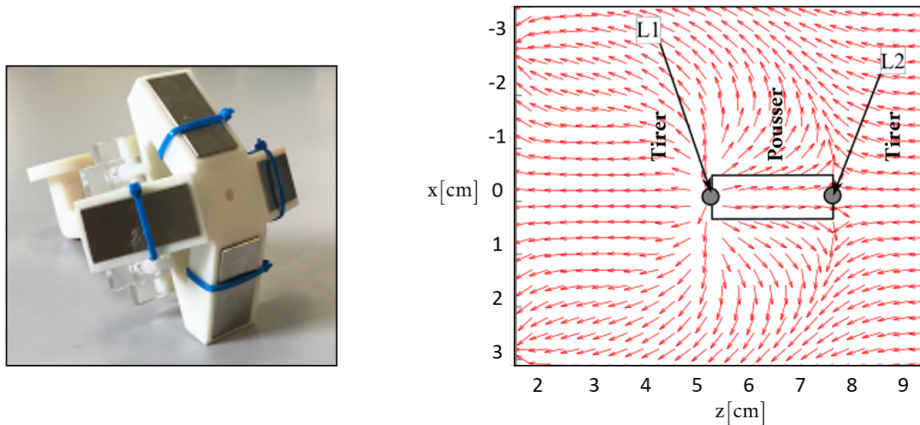 L1
L2
Tirer
Pousser
Tirer
x[cm]
-3
-2
-1
0
1
2
3
2 3 4 5 6 7 8 9
z[cm]